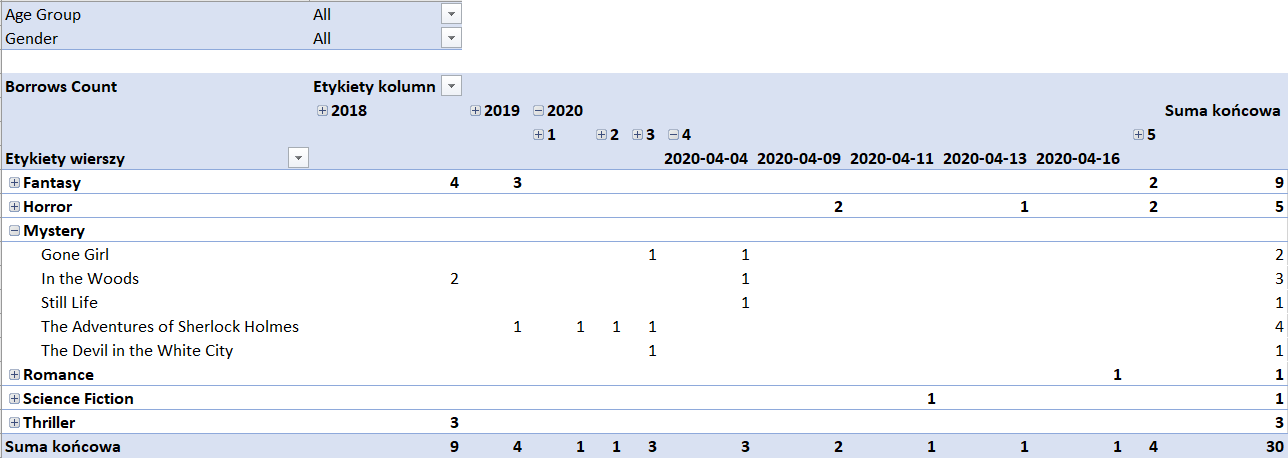 Age Group All
Gender All
Borrows Count Etykiety kolumn
2018 2019 2020 Suma końcowa
1 2 3 4 5
Etykiety wierszy 2020-04-04 2020-04-09 2020-04-11 2020-04-13 2020-04-16
Fantasy 4 3 2 9
Horror 2 1 2 5
Mystery
Gone Girl 1 1 2
In the Woods 2 1 3
Still Life 1 1
The Adventures of Sherlock Holmes 1 1 1 1 4
The Devil in the White City 1 1
Romance 1 1
Science Fiction 1 1
Thriller 3 3
Suma końcowa 9 4 1 1 3 3 2 1 1 1 4 30